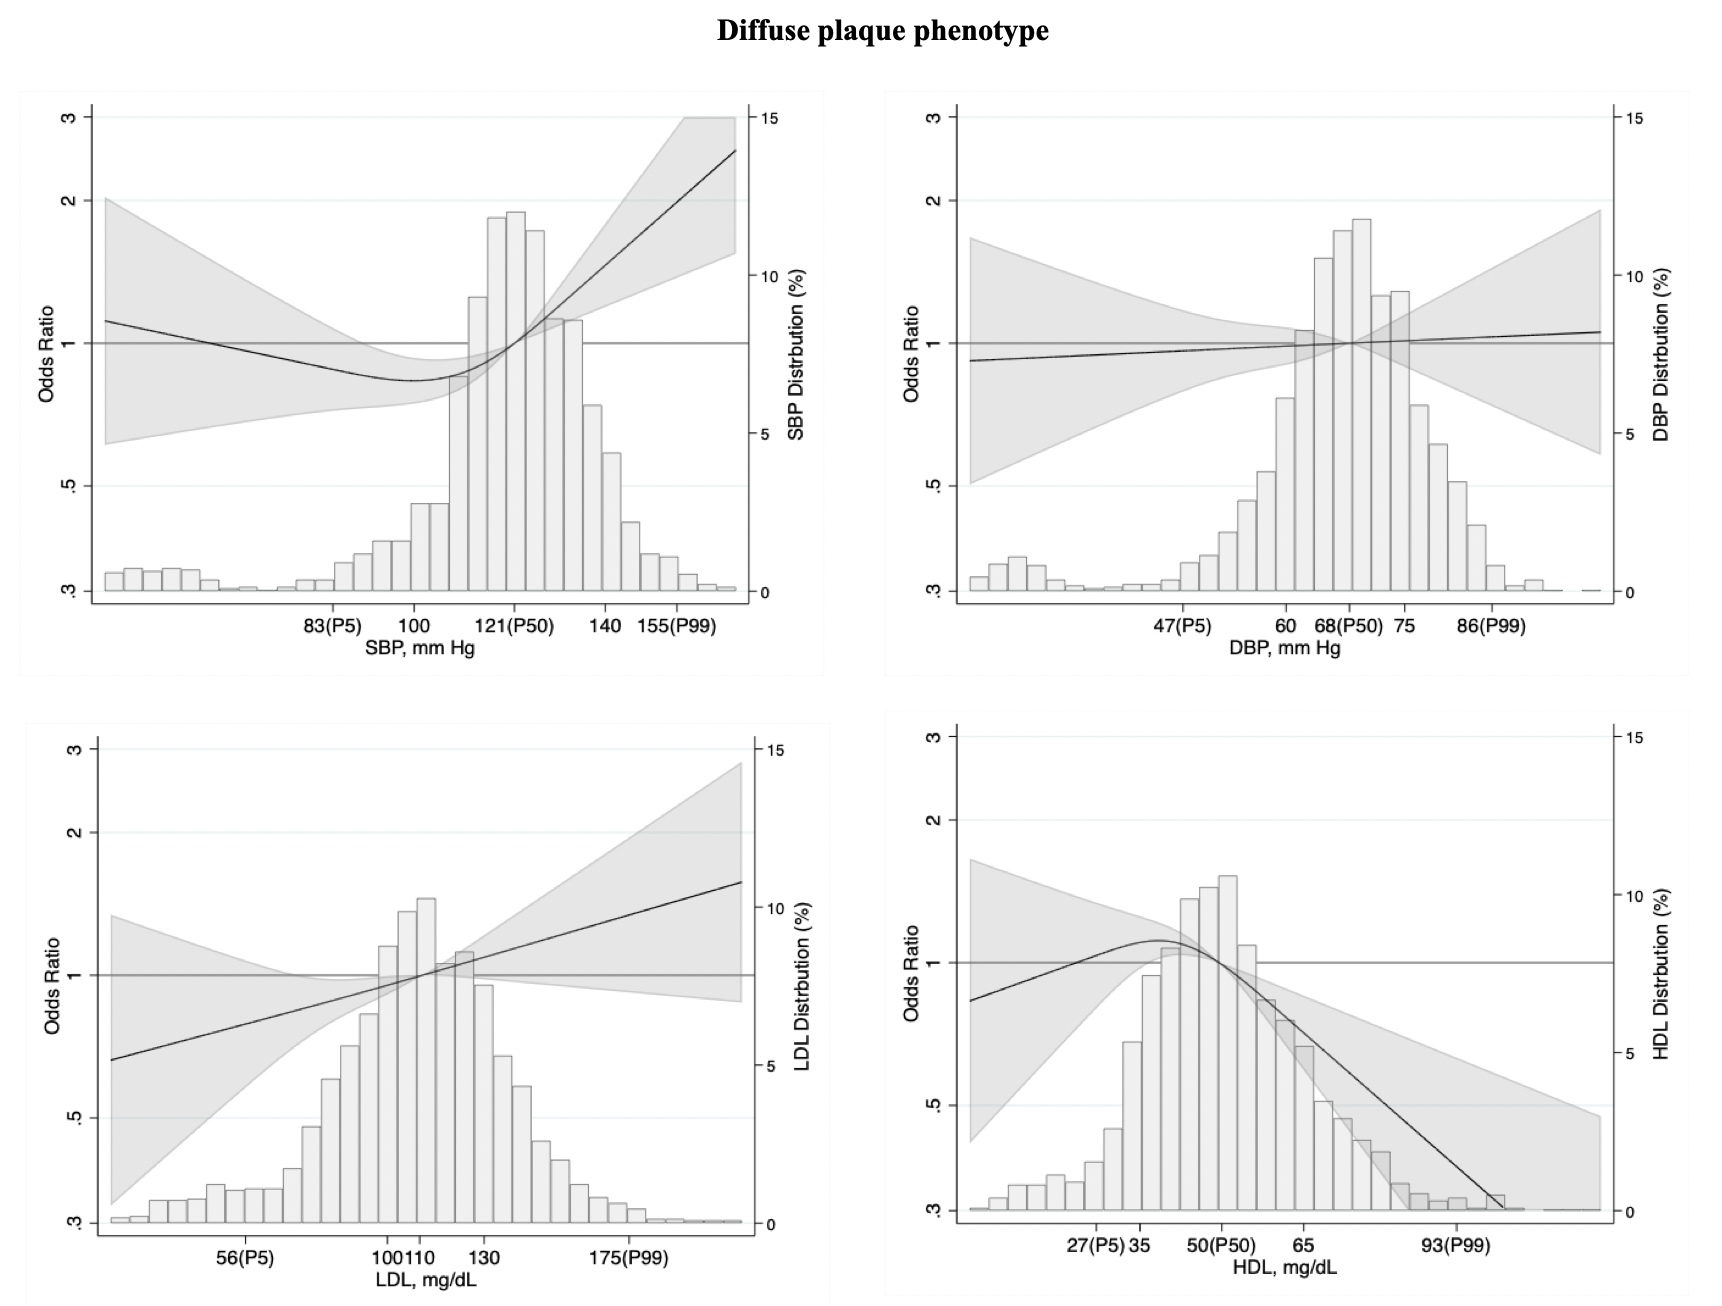 Diffuse plaque phenotype
3
2
1
.5
.3
Odds Ratio
15
10
5
0
SBP Distrbution (%)
83(P5) 100 121(P50) 140 155(P99)
SBP, mm Hg
3
2
1
.5
.3
Odds Ratio
15
10
5
0
DBP Distrbution (%)
47(P5) 60 68(P50) 75 86(P99)
DBP, mm Hg
3
2
1
.5
.3
Odds Ratio
15
10
5
0
LDL Distrbution (%)
56(P5) 100 110 130 175(P99)
LDL, mg/dL
3
2
1
.5
.3
Odds Ratio
15
10
5
0
HDL Distrbution (%)
27(P5) 35 50(P50) 65 93(P99)
HDL, mg/dL